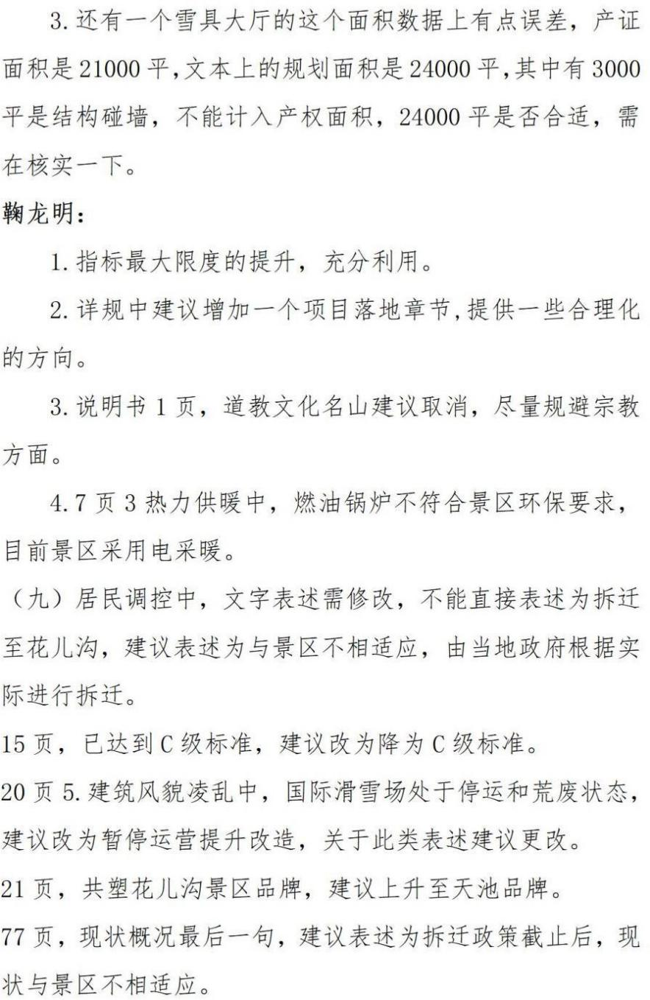 3.还有一个雪具大厅的这个面积数据上有点误差，产证
面积是21000平,文本上的规划面积是24000平,其中有3000
平是结构碰墙，不能计入产权面积，24000平是否合适，需
在核实一下。
鞠龙明：
1.指标最大限度的提升，充分利用。
2.详规中建议增加一个项目落地章节,提供一些合理化
的方向。
3.说明书1页，道教文化名山建议取消，尽量规避宗教
方面。
4.7页3热力供暖中，燃油锅炉不符合景区环保要求，
目前景区采用电采暖。
（九）居民调控中，文字表述需修改，不能直接表述为拆迁
至花儿沟，建议表述为与景区不相适应，由当地政府根据实
际进行拆迁。
15页，已达到C级标准，建议改为降为C级标准。
20页5.建筑风貌凌乱中，国际滑雪场处于停运和荒废状态，
建议改为暂停运营提升改造，关于此类表述建议更改。
21页，共塑花儿沟景区品牌，建议上升至天池品牌。
77页，现状概况最后一句，建议表述为拆迁政策截止后，现
状与景区不相适应。